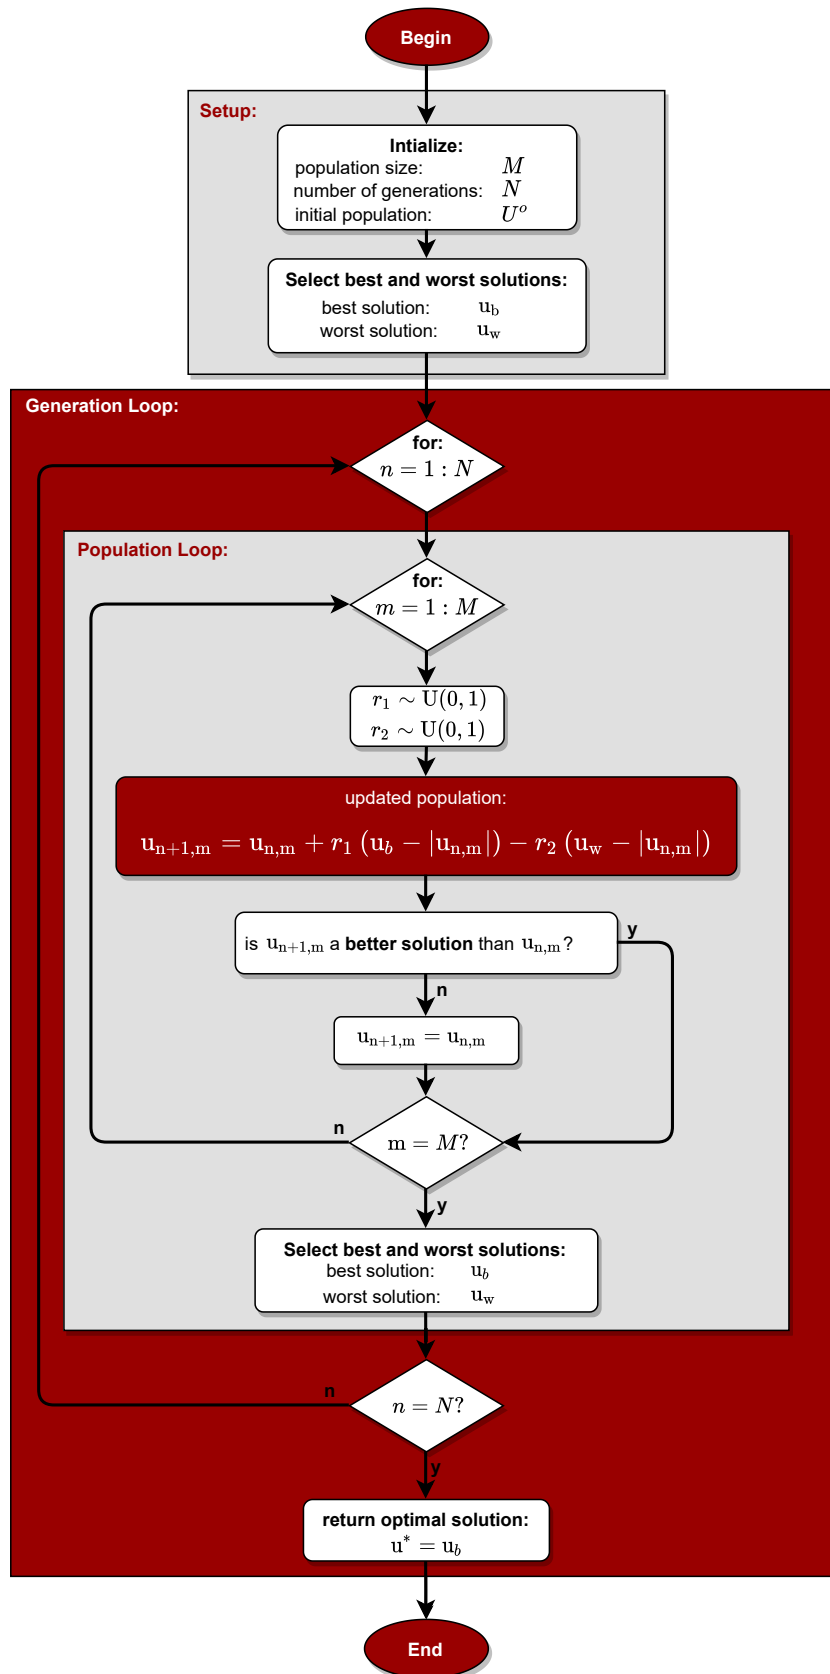 Begin
Setup:
Intialize:
population size: M
number of generations: N
initial population: U^o
Select best and worst solutions:
best solution: u_b
worst solution: u_w
Generation Loop:
for:
n = 1 : N
Population Loop:
for:
m = 1 : M
r_1 ∼ U(0, 1)
r_2 ∼ U(0, 1)
updated population:
u_{n+1,m} = u_{n,m} + r_1 (u_b − |u_{n,m}|) − r_2 (u_w − |u_{n,m}|)
is u_{n+1,m} a better solution than u_{n,m}?
y
n
u_{n+1,m} = u_{n,m}
n
m = M?
y
Select best and worst solutions:
best solution: u_b
worst solution: u_w
n
n = N?
y
return optimal solution:
u^* = u_b
End